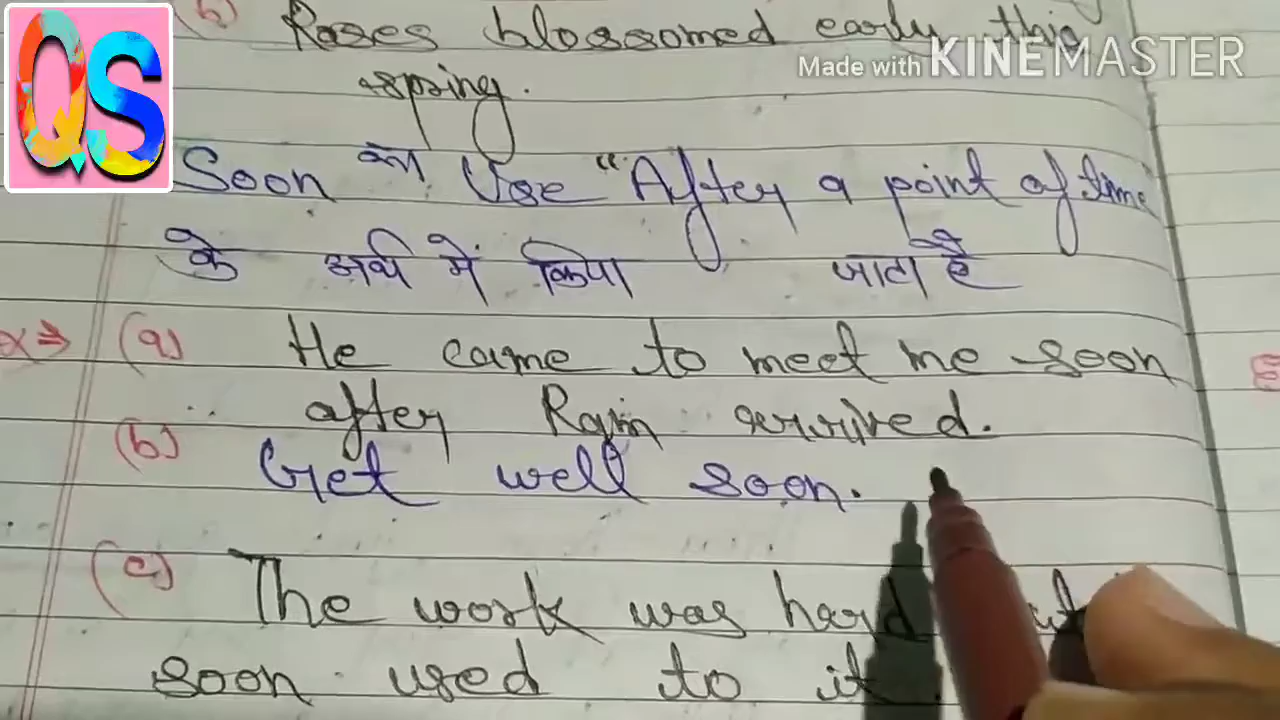 QS
Made with KINEMASTER
(b) Roses blossomed early this
spring.
Soon का Use "After a point of time
के अर्थ में किया जाता है
(a) He came to meet me soon
after Ram arrived.
(b) Get well soon.
(c) The work was hard
soon used to it